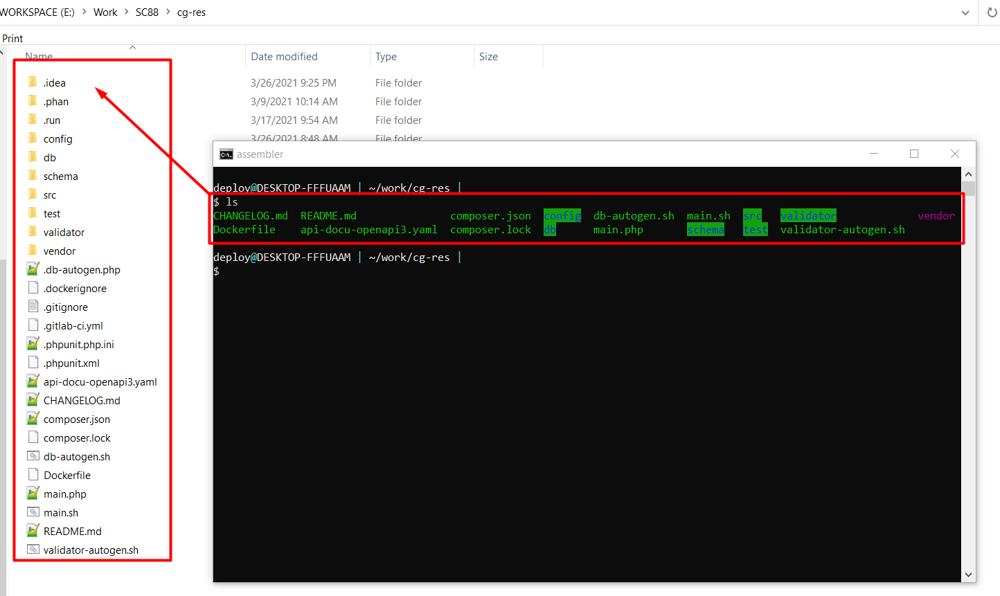 WORKSPACE (E:) > Work > SC88 > cg-res
Print
Name Date modified Type Size
.idea 3/26/2021 9:25 PM File folder
.phan 3/9/2021 10:14 AM File folder
.run 3/17/2021 9:54 AM File folder
config 3/26/2021 8:48 AM File folder
db
schema
src
test
validator
vendor
.db-autogen.php
.dockerignore
.gitignore
.gitlab-ci.yml
.phpunit.php.ini
.phpunit.xml
api-docu-openapi3.yaml
CHANGELOG.md
composer.json
composer.lock
db-autogen.sh
Dockerfile
main.php
main.sh
README.md
validator-autogen.sh
C:\. assembler
deploy@DESKTOP-FFFUAAM | ~/work/cg-res |
$ ls
CHANGELOG.md README.md composer.json config db-autogen.sh main.sh src validator vendor
Dockerfile api-docu-openapi3.yaml composer.lock db main.php schema test validator-autogen.sh
deploy@DESKTOP-FFFUAAM | ~/work/cg-res |
$